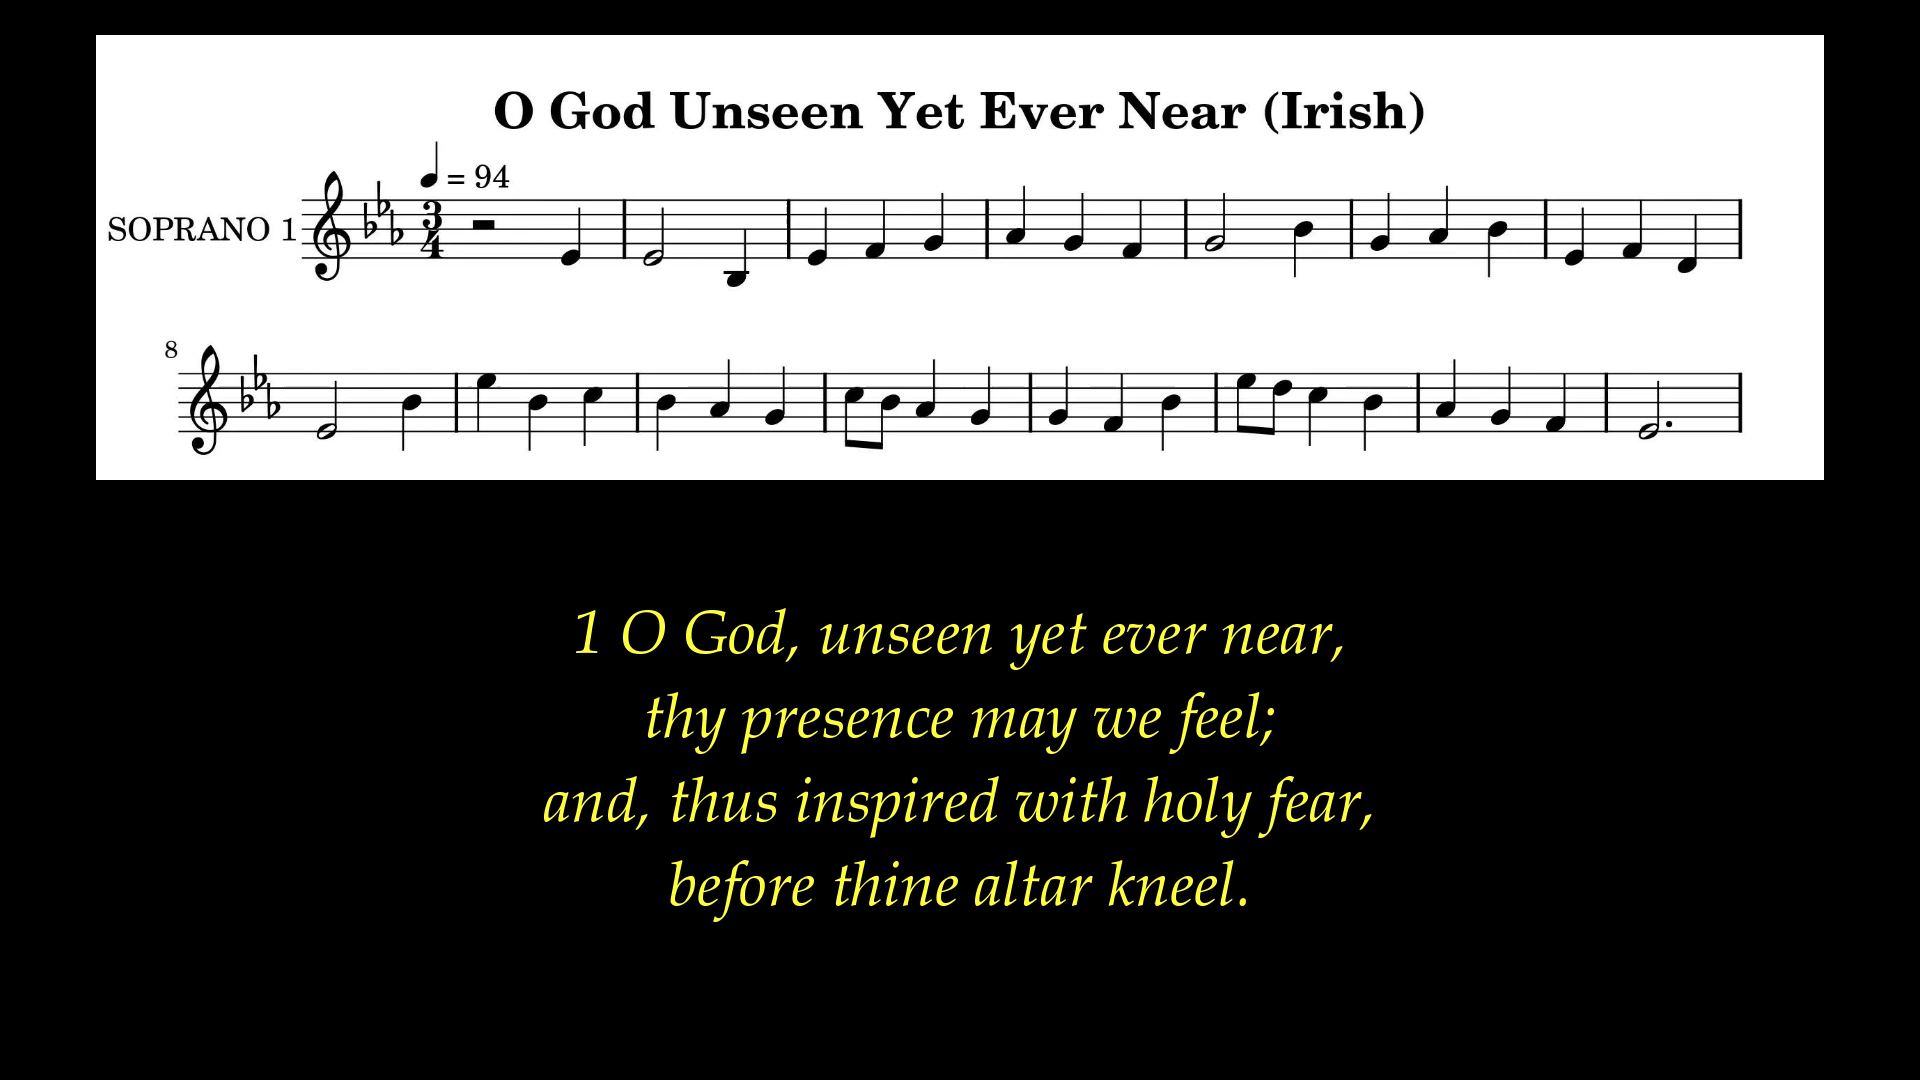 O God Unseen Yet Ever Near (Irish)
= 94
SOPRANO 1
3
4
8
1 O God, unseen yet ever near,
thy presence may we feel;
and, thus inspired with holy fear,
before thine altar kneel.